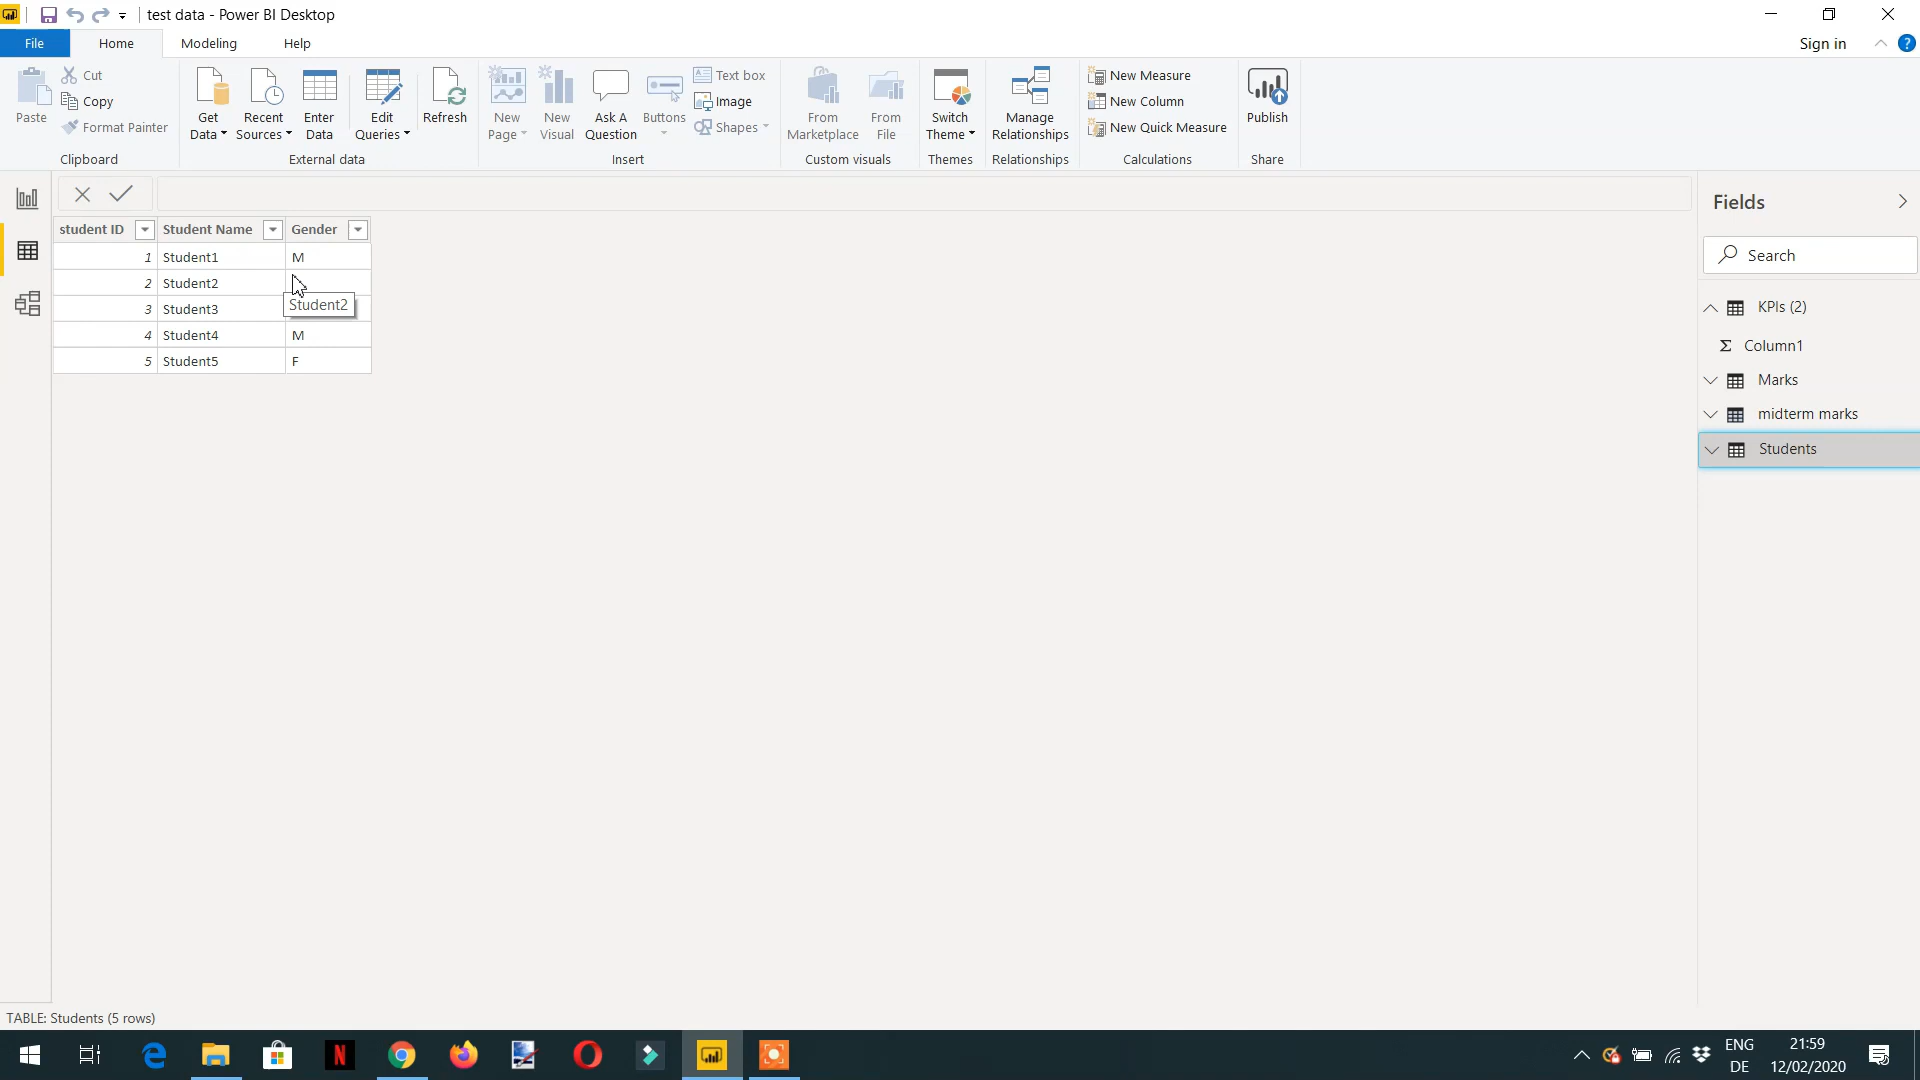 test data - Power BI Desktop
File
Home
Modeling
Help
Sign in
?
Paste
Cut
Copy
Format Painter
Clipboard
Get Data
Recent Sources
Enter Data
Edit Queries
Refresh
External data
New Page
New Visual
Ask A Question
Buttons
Text box
Image
Shapes
Insert
From Marketplace
From File
Custom visuals
Switch Theme
Themes
Manage Relationships
Relationships
New Measure
New Column
New Quick Measure
Calculations
Publish
Share
student ID Student Name Gender
1 Student1 M
2 Student2
Student2
3 Student3
4 Student4 M
5 Student5 F
Fields
Search
KPIs (2)
Σ Column1
Marks
midterm marks
Students
TABLE: Students (5 rows)
N
ENG
DE
21:59
12/02/2020